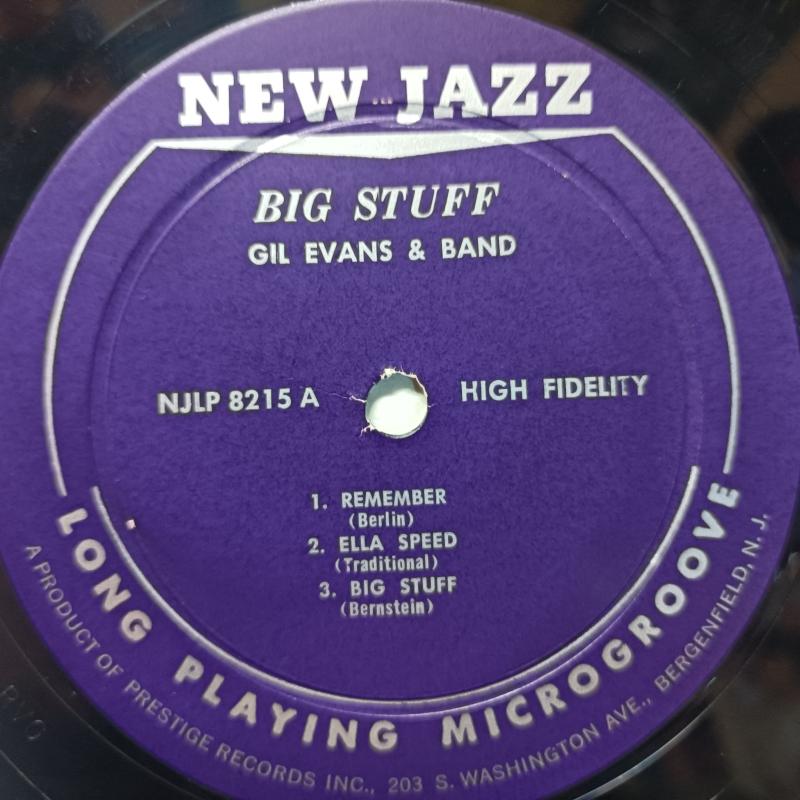 NEW JAZZ
BIG STUFF
GIL EVANS & BAND
NJLP 8215 A
HIGH FIDELITY
1. REMEMBER
(Berlin)
2. ELLA SPEED
(Traditional)
3. BIG STUFF
(Bernstein)
LONG PLAYING MICROGROOVE
A PRODUCT OF PRESTIGE RECORDS INC., 203 S. WASHINGTON AVE., BERGENFIELD, N. J.
RVG